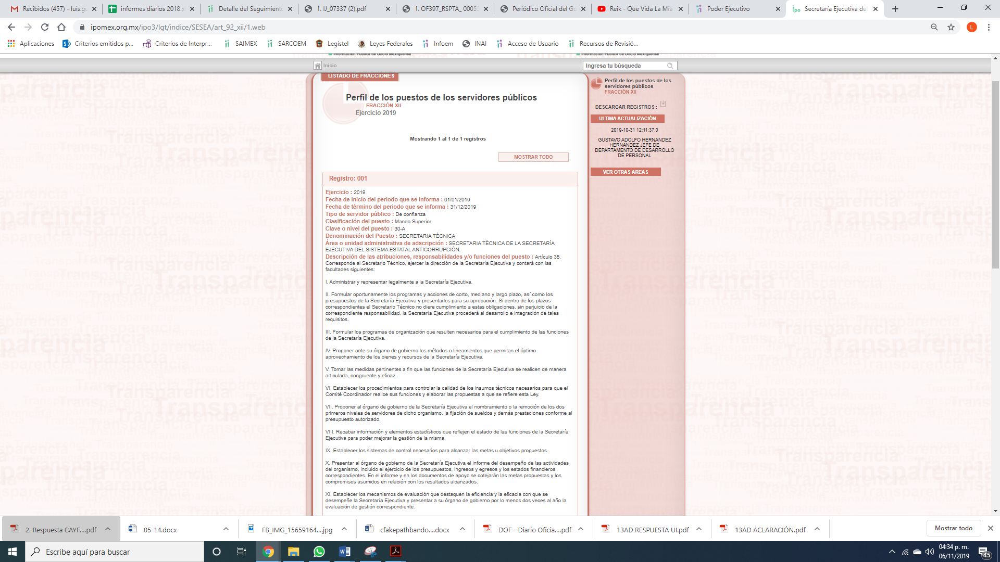 Recibidos (457) - luis.gu
informes diarios 2018.x
Detalle del Seguimiento
1. IJ_07337 (2).pdf
1. OF397_RSPTA_ 0005
Periódico Oficial del Go
Reik - Que Vida La Mia
Poder Ejecutivo
Secretaría Ejecutiva del
ipomex.org.mx/ipo3/lgt/indice/SESEA/art_92_xii/1.web
L
Aplicaciones
Criterios emitidos p...
Criterios de Interpr...
SAIMEX
SARCOEM
Legistel
Leyes Federales
Infoem
INAI
Acceso de Usuario
Recursos de Revisió...
Información Pública de Oficio Mexiquense
Información Pública de Oficio Mexiquense
Inicio
Ingresa tu búsqueda
LISTADO DE FRACCIONES
Perfil de los puestos de los servidores públicos
FRACCIÓN XII
Ejercicio 2019
Mostrando 1 al 1 de 1 registros
MOSTRAR TODO
Registro: 001
Ejercicio : 2019
Fecha de inicio del periodo que se informa : 01/01/2019
Fecha de término del periodo que se informa : 31/12/2019
Tipo de servidor público : De confianza
Clasificación del puesto : Mando Superior
Clave o nivel del puesto : 30-A
Denominación del Puesto : SECRETARIA TÉCNICA
Área o unidad administrativa de adscripción : SECRETARIA TÉCNICA DE LA SECRETARÍA
EJECUTIVA DEL SISTEMA ESTATAL ANTICORRUPCIÓN.
Descripción de las atribuciones, responsabilidades y/o funciones del puesto : Artículo 35.
Corresponde al Secretario Técnico, ejercer la dirección de la Secretaría Ejecutiva y contará con las
facultades siguientes:
I. Administrar y representar legalmente a la Secretaría Ejecutiva.
II. Formular oportunamente los programas y acciones de corto, mediano y largo plazo, así como los
presupuestos de la Secretaría Ejecutiva y presentarlos para su aprobación. Si dentro de los plazos
correspondientes el Secretario Técnico no diere cumplimiento a estas obligaciones, sin perjuicio de la
correspondiente responsabilidad, la Secretaría Ejecutiva procederá al desarrollo e integración de tales
requisitos.
III. Formular los programas de organización que resulten necesarios para el cumplimiento de las funciones
de la Secretaría Ejecutiva.
IV. Proponer ante su órgano de gobierno los métodos o lineamientos que permitan el óptimo
aprovechamiento de los bienes y recursos de la Secretaría Ejecutiva.
V. Tomar las medidas pertinentes a fin que las funciones de la Secretaría Ejecutiva se realicen de manera
articulada, congruente y eficaz.
VI. Establecer los procedimientos para controlar la calidad de los insumos técnicos necesarios para que el
Comité Coordinador realice sus funciones y elaborar las propuestas a que se refiere esta Ley.
VII. Proponer al órgano de gobierno de la Secretaría Ejecutiva el nombramiento o la remoción de los dos
primeros niveles de servidores de dicho organismo, la fijación de sueldos y demás prestaciones conforme al
presupuesto autorizado.
VIII. Recabar información y elementos estadísticos que reflejen el estado de las funciones de la Secretaría
Ejecutiva para poder mejorar la gestión de la misma.
IX. Establecer los sistemas de control necesarios para alcanzar las metas u objetivos propuestos.
X. Presentar al órgano de gobierno de la Secretaría Ejecutiva el informe del desempeño de las actividades
del organismo, incluido el ejercicio de los presupuestos, ingresos y egresos y los estados financieros
correspondientes. En el informe y en los documentos de apoyo se cotejarán las metas propuestas y los
compromisos asumidos en relación con los resultados alcanzados.
XI. Establecer los mecanismos de evaluación que destaquen la eficiencia y la eficacia con que se
desempeñe la Secretaría Ejecutiva y presentar a su órgano de gobierno por lo menos dos veces al año la
evaluación de gestión correspondiente.
Perfil de los puestos de los
servidores públicos
FRACCIÓN XII
DESCARGAR REGISTROS :
ULTIMA ACTUALIZACIÓN
2019-10-31 12:11:37.0
GUSTAVO ADOLFO HERNANDEZ
HERNANDEZ JEFE DE
DEPARTAMENTO DE DESARROLLO
DE PERSONAL
VER OTRAS AREAS
2. Respuesta CAYF....pdf
05-14.docx
FB_IMG_15659164....jpg
cfakepathbando....docx
DOF - Diario Oficia....pdf
13AD RESPUESTA UI.pdf
13AD ACLARACIÓN.pdf
Mostrar todo
Escribe aquí para buscar
04:34 p. m.
06/11/2019
45